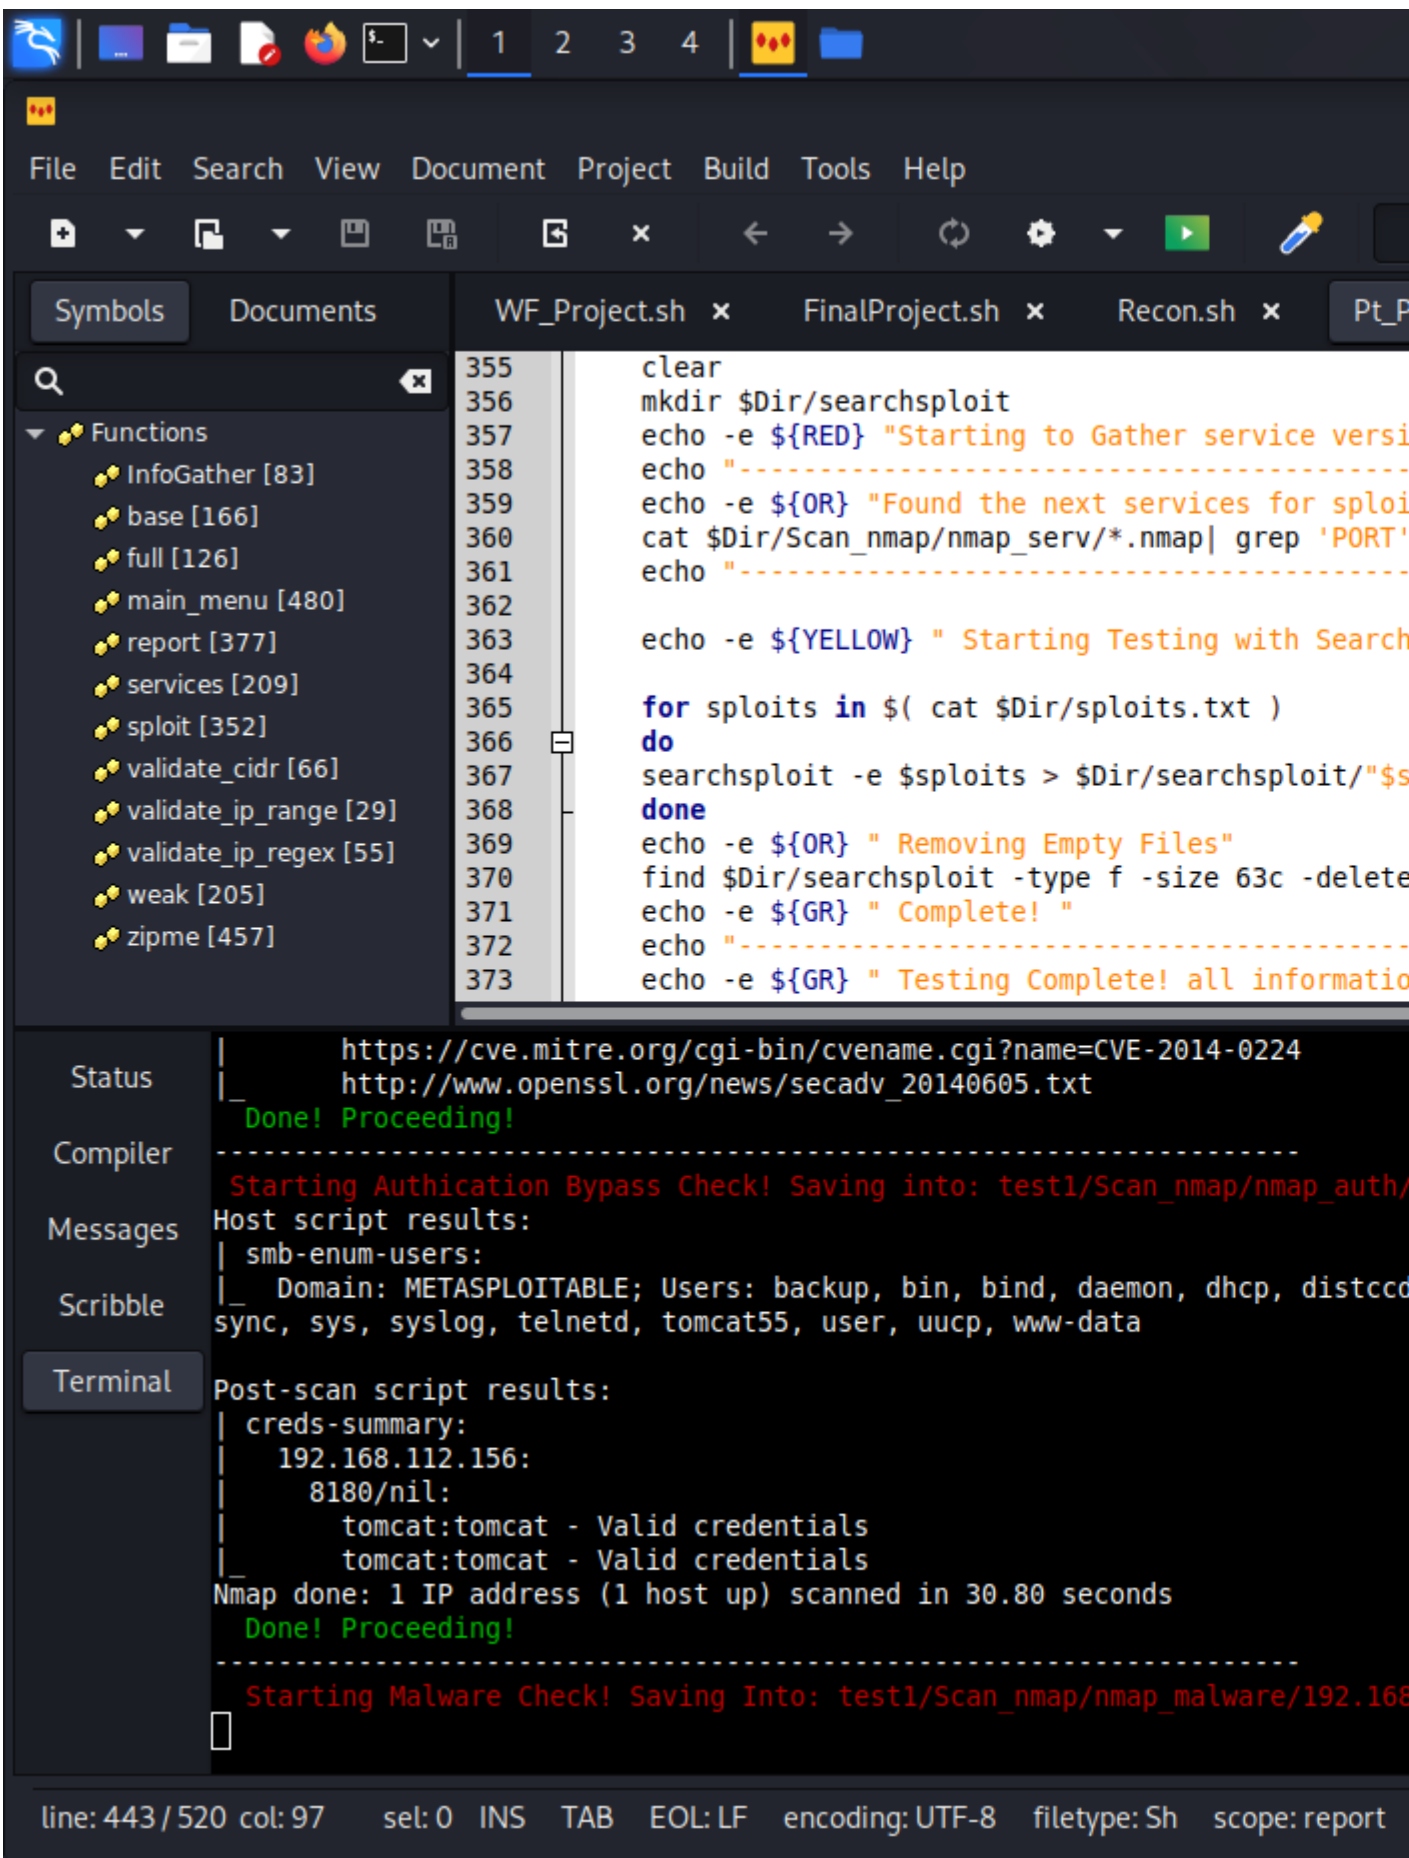 1 2 3 4
File Edit Search View Document Project Build Tools Help
Symbols Documents
WF_Project.sh × FinalProject.sh × Recon.sh × Pt_P
Functions
InfoGather [83]
base [166]
full [126]
main_menu [480]
report [377]
services [209]
sploit [352]
validate_cidr [66]
validate_ip_range [29]
validate_ip_regex [55]
weak [205]
zipme [457]
355 clear
356 mkdir $Dir/searchsploit
357 echo -e ${RED} "Starting to Gather service versi
358 echo "------------------------------------------
359 echo -e ${OR} "Found the next services for sploi
360 cat $Dir/Scan_nmap/nmap_serv/*.nmap| grep 'PORT'
361 echo "------------------------------------------
362
363 echo -e ${YELLOW} " Starting Testing with Search
364
365 for sploits in $( cat $Dir/sploits.txt )
366 do
367 searchsploit -e $sploits > $Dir/searchsploit/"$s
368 done
369 echo -e ${OR} " Removing Empty Files"
370 find $Dir/searchsploit -type f -size 63c -delete
371 echo -e ${GR} " Complete! "
372 echo "------------------------------------------
373 echo -e ${GR} " Testing Complete! all informatio
Status
Compiler
Messages
Scribble
Terminal
| https://cve.mitre.org/cgi-bin/cvename.cgi?name=CVE-2014-0224
|_ http://www.openssl.org/news/secadv_20140605.txt
Done! Proceeding!
--------------------------------------------------------------------
Starting Authication Bypass Check! Saving into: test1/Scan_nmap/nmap_auth/
Host script results:
| smb-enum-users:
|_ Domain: METASPLOITABLE; Users: backup, bin, bind, daemon, dhcp, distccd
sync, sys, syslog, telnetd, tomcat55, user, uucp, www-data
Post-scan script results:
| creds-summary:
| 192.168.112.156:
| 8180/nil:
| tomcat:tomcat - Valid credentials
|_ tomcat:tomcat - Valid credentials
Nmap done: 1 IP address (1 host up) scanned in 30.80 seconds
Done! Proceeding!
--------------------------------------------------------------------
Starting Malware Check! Saving Into: test1/Scan_nmap/nmap_malware/192.168
line: 443 / 520 col: 97 sel: 0 INS TAB EOL: LF encoding: UTF-8 filetype: Sh scope: report